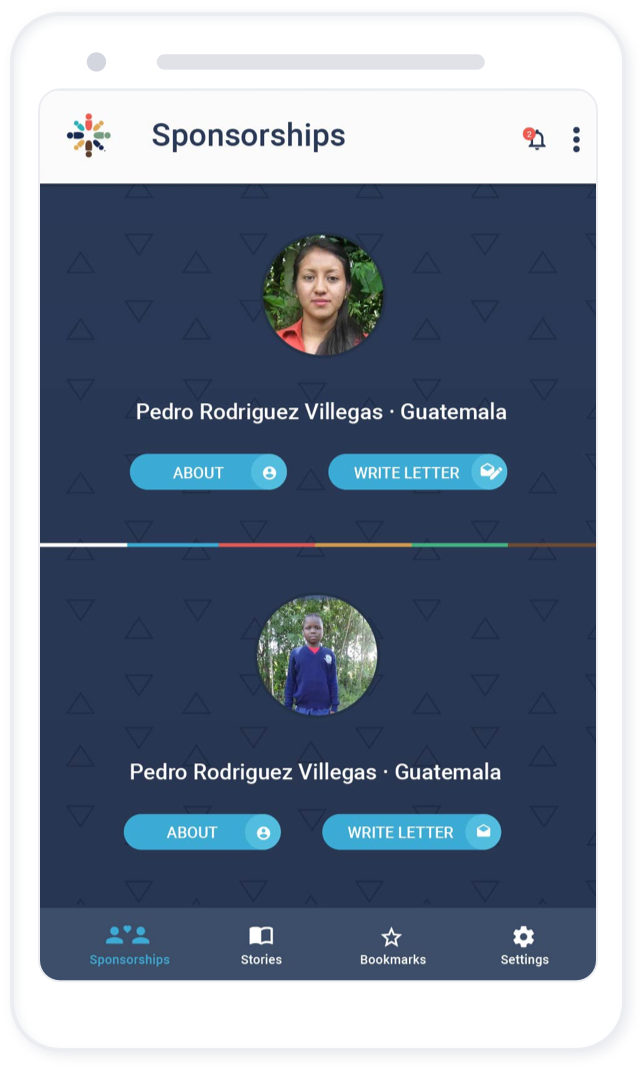 Sponsorships
2
Pedro Rodriguez Villegas · Guatemala
ABOUT
WRITE LETTER
Pedro Rodriguez Villegas · Guatemala
ABOUT
WRITE LETTER
Sponsorships
Stories
Bookmarks
Settings